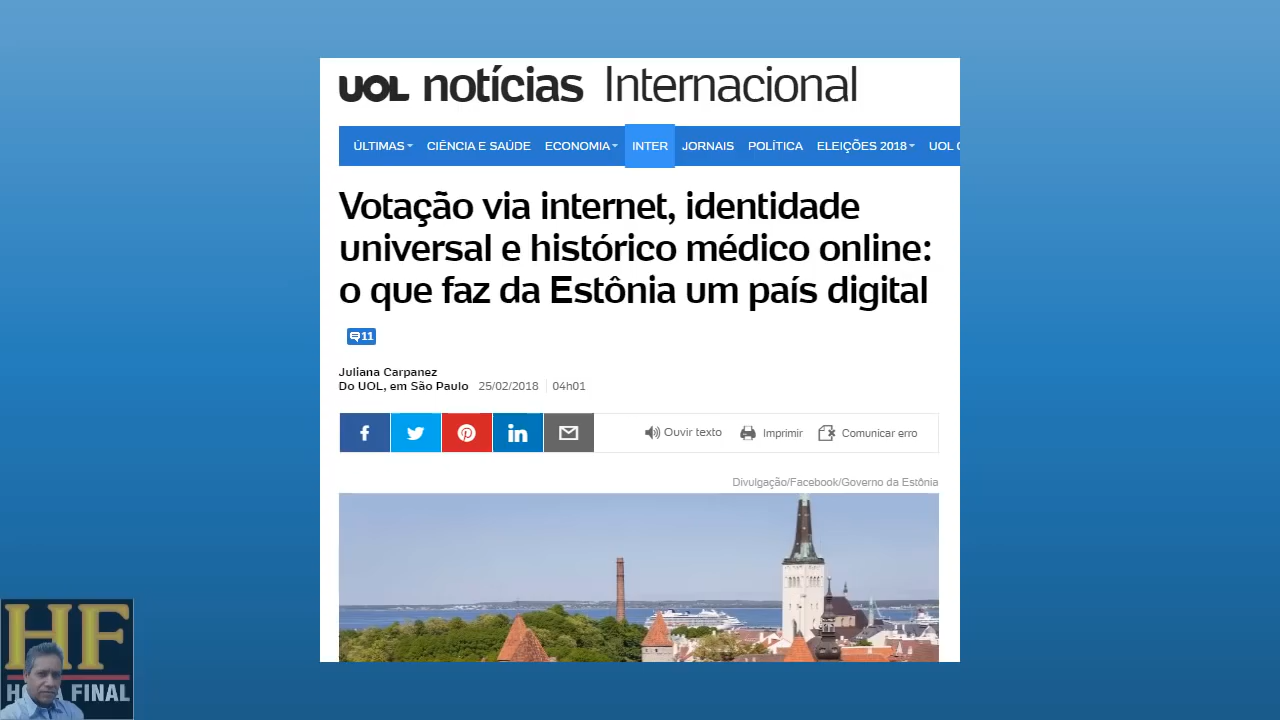 UOL notícias Internacional
ÚLTIMAS CIÊNCIA E SAÚDE ECONOMIA INTER JORNAIS POLÍTICA ELEIÇÕES 2018 UOL
Votação via internet, identidade
universal e histórico médico online:
o que faz da Estônia um país digital
11
Juliana Carpanez
Do UOL, em São Paulo 25/02/2018 04h01
Ouvir texto Imprimir Comunicar erro
Divulgação/Facebook/Governo da Estônia
HF
FINAL